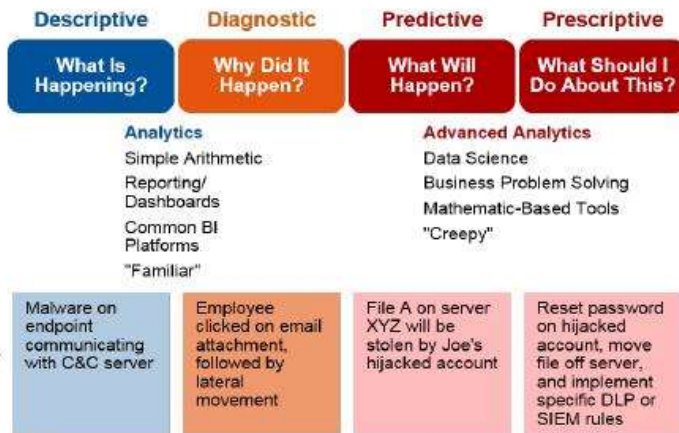 Descriptive
Diagnostic
Predictive
Prescriptive
What Is
Happening?
Why Did It
Happen?
What Will
Happen?
What Should I
Do About This?
Analytics
Simple Arithmetic
Reporting/
Dashboards
Common BI
Platforms
"Familiar"
Advanced Analytics
Data Science
Business Problem Solving
Mathematic-Based Tools
"Creepy"
Malware on
endpoint
communicating
with C&C server
Employee
clicked on email
attachment,
followed by
lateral
movement
File A on server
XYZ will be
stolen by Joe's
hijacked account
Reset password
on hijacked
account, move
file off server,
and implement
specific DLP or
SIEM rules